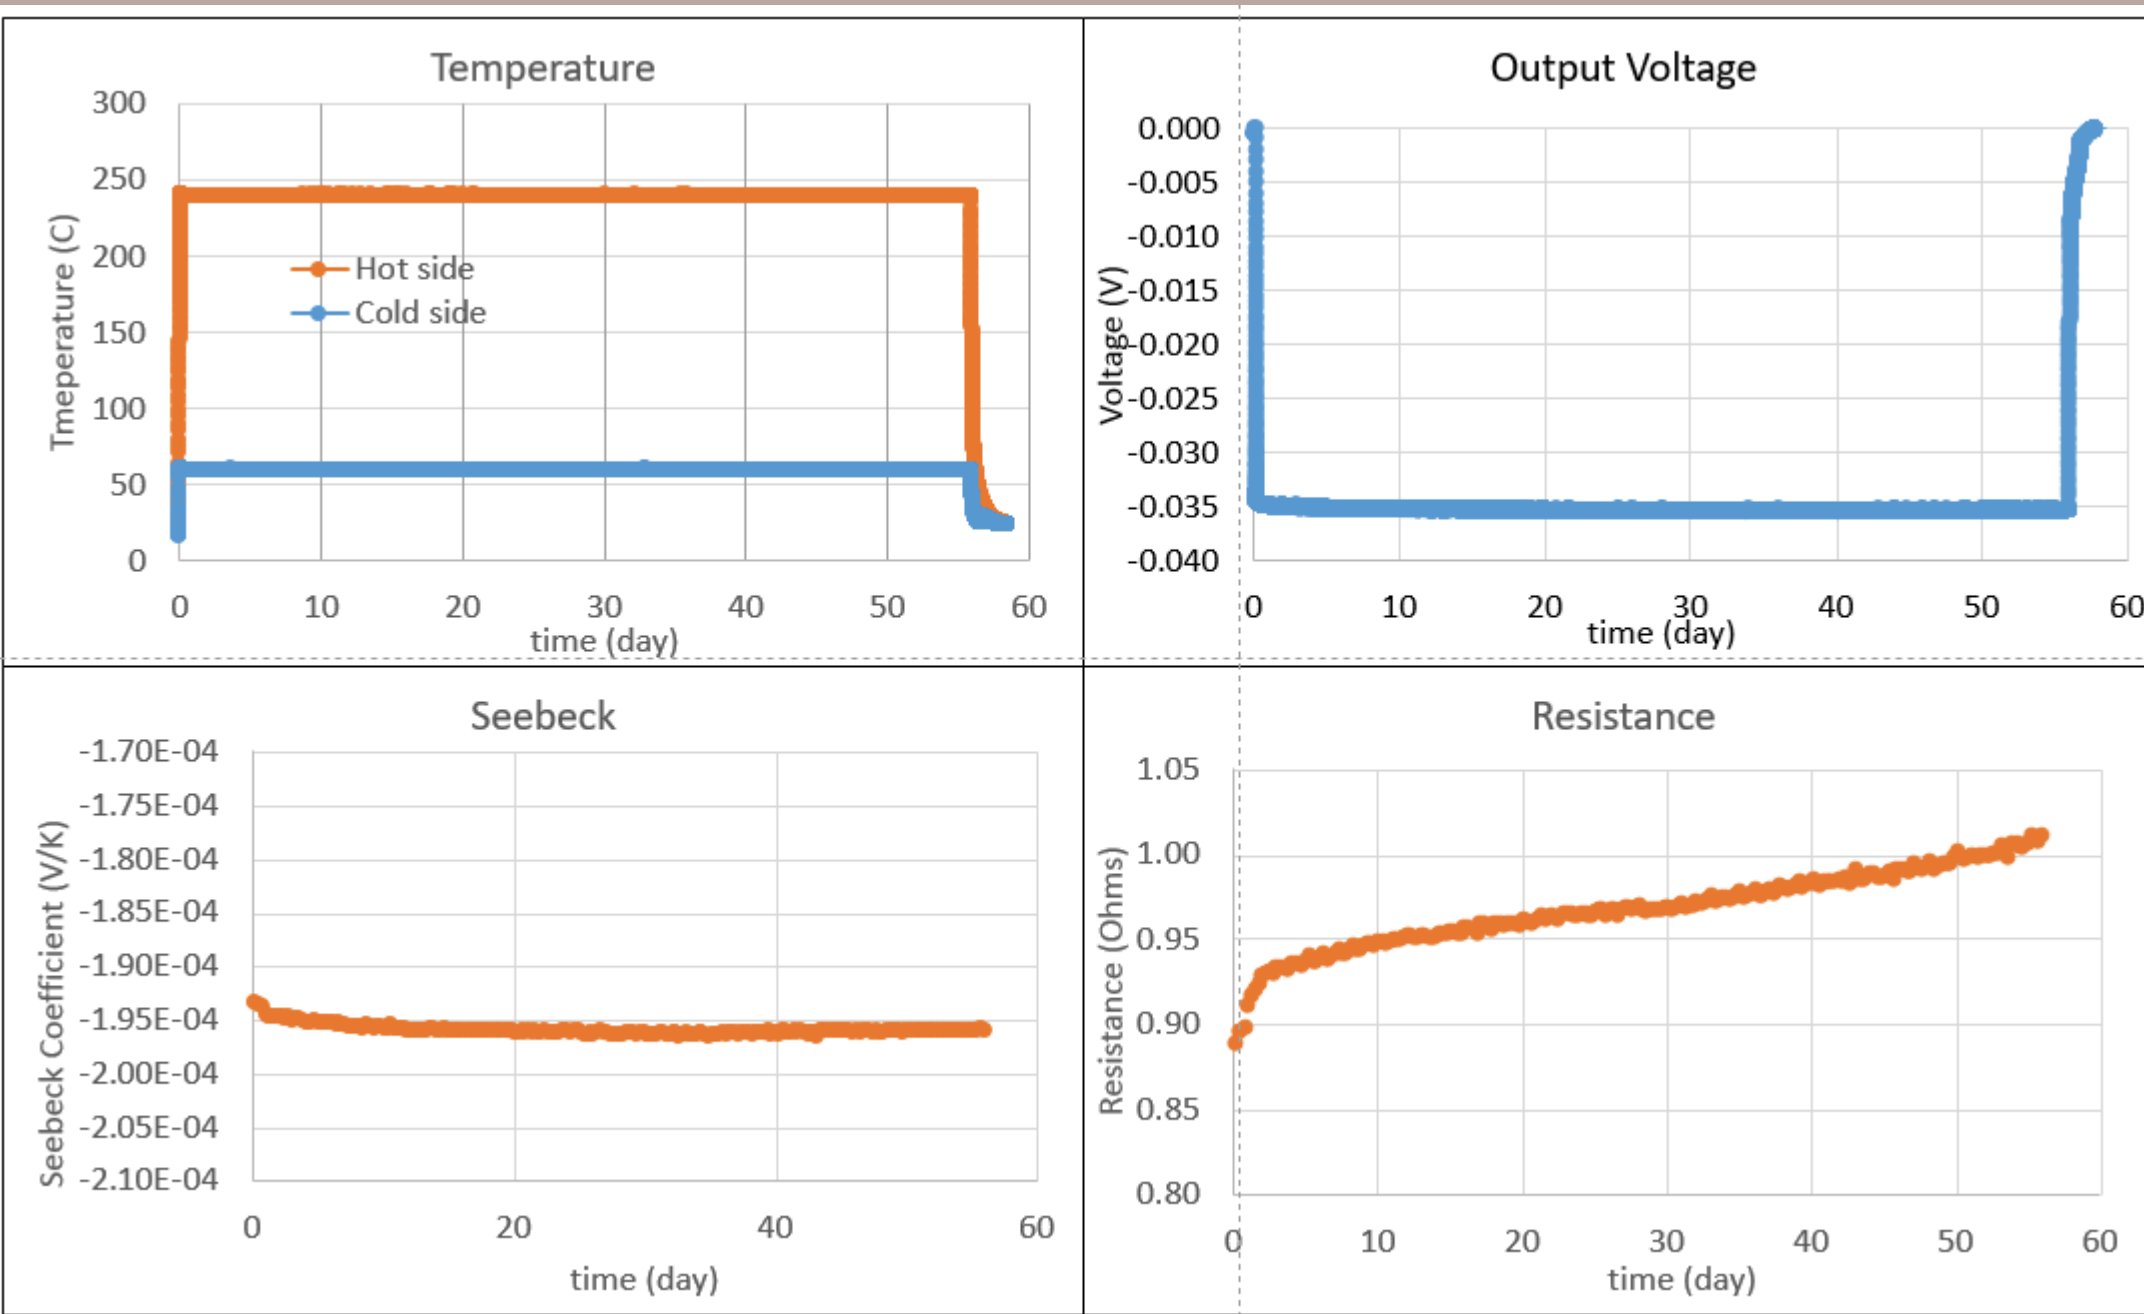 Temperature
300
250
200
150
100
50
0
Tmeperature (C)
Hot side
Cold side
0 10 20 30 40 50 60
time (day)
Output Voltage
0.000
-0.005
-0.010
-0.015
-0.020
-0.025
-0.030
-0.035
-0.040
Voltage (V)
0 10 20 30 40 50 60
time (day)
Seebeck
-1.70E-04
-1.75E-04
-1.80E-04
-1.85E-04
-1.90E-04
-1.95E-04
-2.00E-04
-2.05E-04
-2.10E-04
Seebeck Coefficient (V/K)
0 20 40 60
time (day)
Resistance
1.05
1.00
0.95
0.90
0.85
0.80
Resistance (Ohms)
0 10 20 30 40 50 60
time (day)